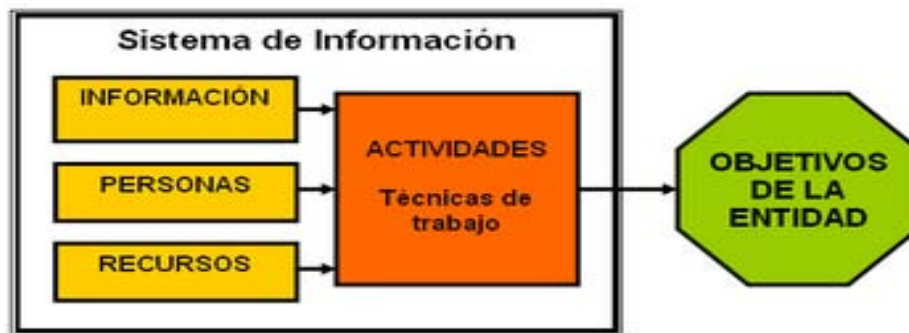 Sistema de Información
INFORMACIÓN
PERSONAS
RECURSOS
ACTIVIDADES
Técnicas de
trabajo
OBJETIVOS
DE LA
ENTIDAD